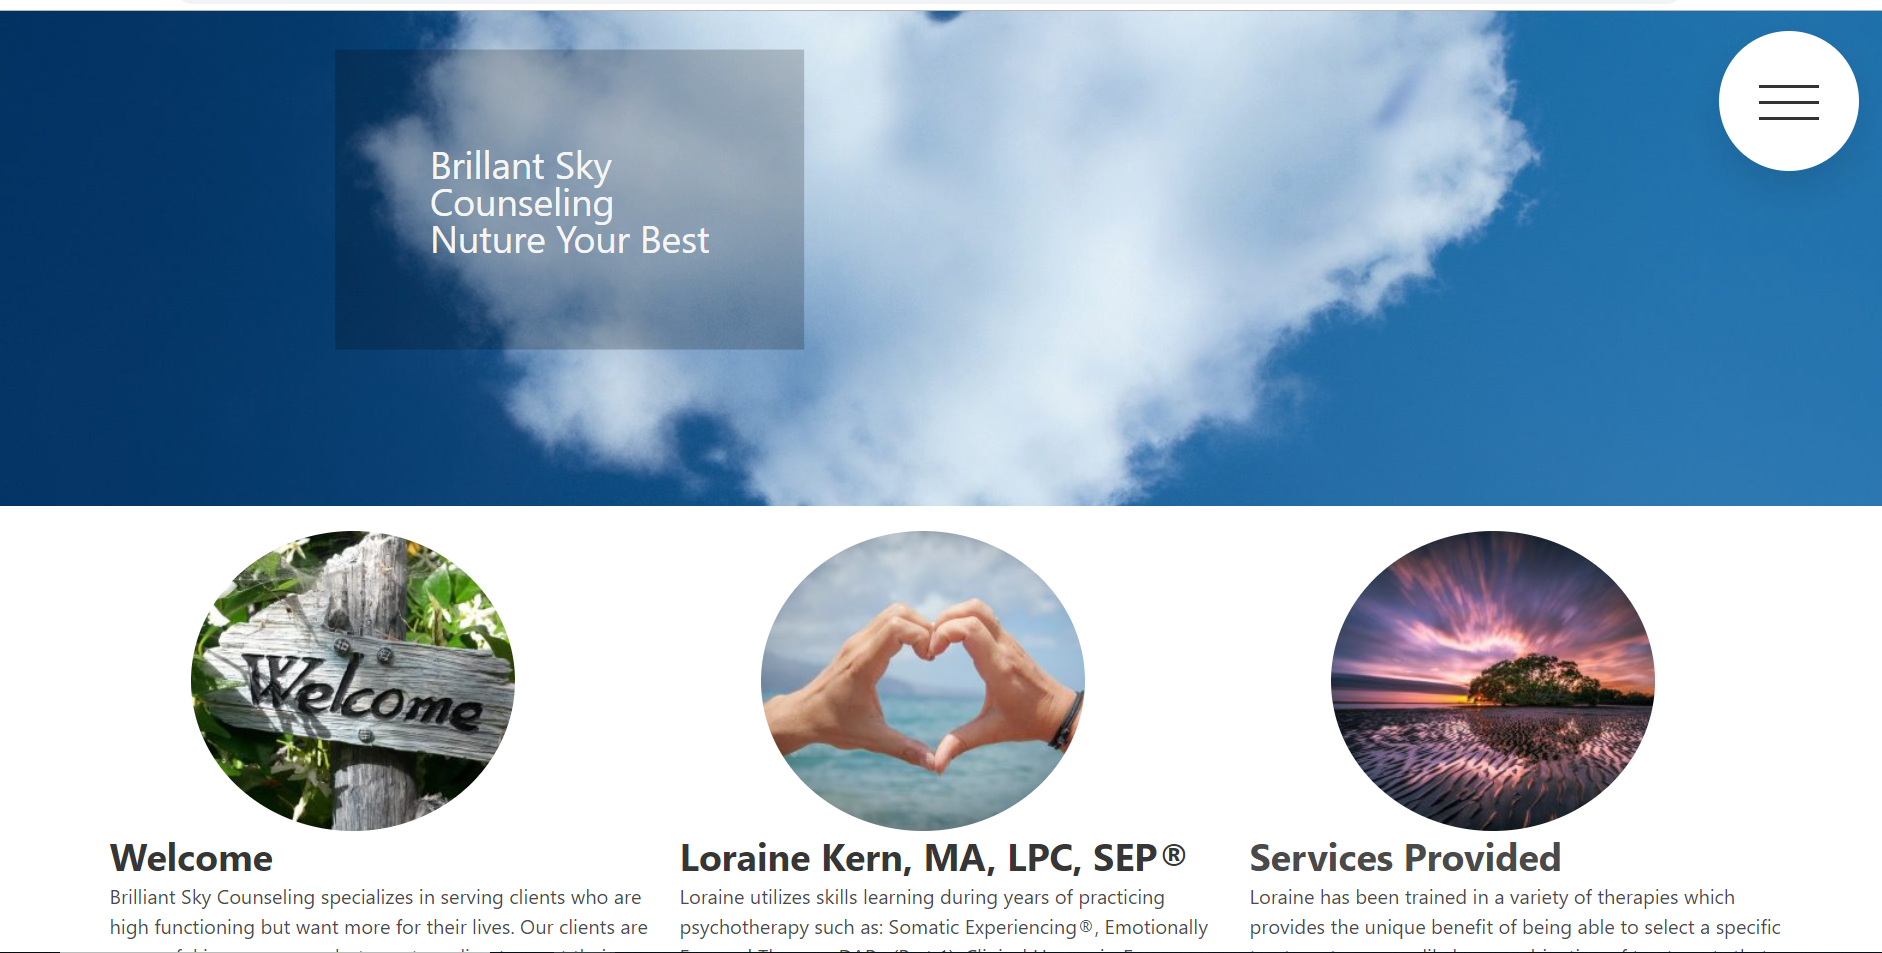 Brillant Sky
Counseling
Nuture Your Best
Welcome
Welcome
Brilliant Sky Counseling specializes in serving clients who are
high functioning but want more for their lives. Our clients are
Loraine Kern, MA, LPC, SEP®
Loraine utilizes skills learning during years of practicing
psychotherapy such as: Somatic Experiencing®, Emotionally
Services Provided
Loraine has been trained in a variety of therapies which
provides the unique benefit of being able to select a specific